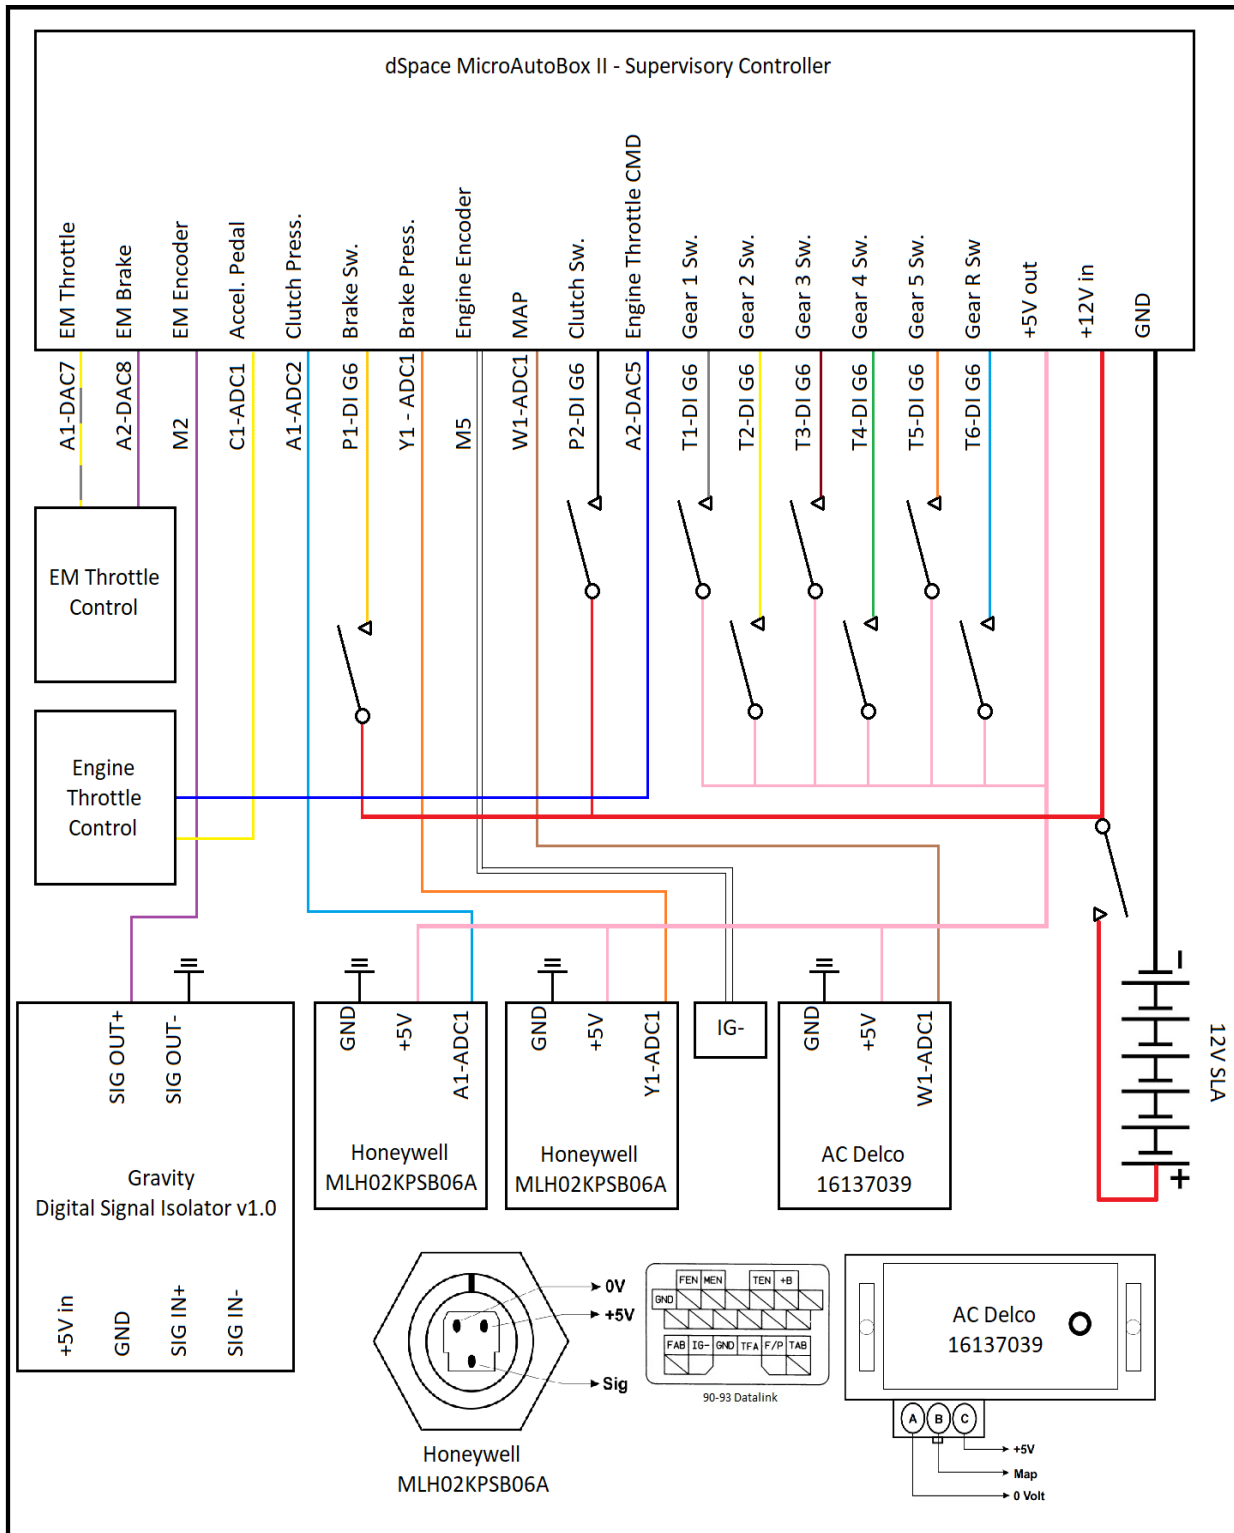 dSpace MicroAutoBox II - Supervisory Controller
EM Throttle
EM Brake
EM Encoder
Accel. Pedal
Clutch Press.
Brake Sw.
Brake Press.
Engine Encoder
MAP
Clutch Sw.
Engine Throttle CMD
Gear 1 Sw.
Gear 2 Sw.
Gear 3 Sw.
Gear 4 Sw.
Gear 5 Sw.
Gear R Sw
+5V out
+12V in
GND
A1-DAC7
A2-DAC8
M2
C1-ADC1
A1-ADC2
P1-DI G6
Y1 - ADC1
M5
W1-ADC1
P2-DI G6
A2-DAC5
T1-DI G6
T2-DI G6
T3-DI G6
T4-DI G6
T5-DI G6
T6-DI G6
EM Throttle
Control
Engine
Throttle
Control
SIG OUT+
SIG OUT-
Gravity
Digital Signal Isolator v1.0
+5V in
GND
SIG IN+
SIG IN-
GND
+5V
A1-ADC1
Honeywell
MLH02KPSB06A
GND
+5V
Y1-ADC1
Honeywell
MLH02KPSB06A
IG-
GND
+5V
W1-ADC1
AC Delco
16137039
-
12V SLA
+
0V
+5V
Sig
Honeywell
MLH02KPSB06A
FEN MEN TEN +B
GND
FAB IG- GND TFA F/P TAB
90-93 Datalink
AC Delco
16137039
A B C
+5V
Map
0 Volt